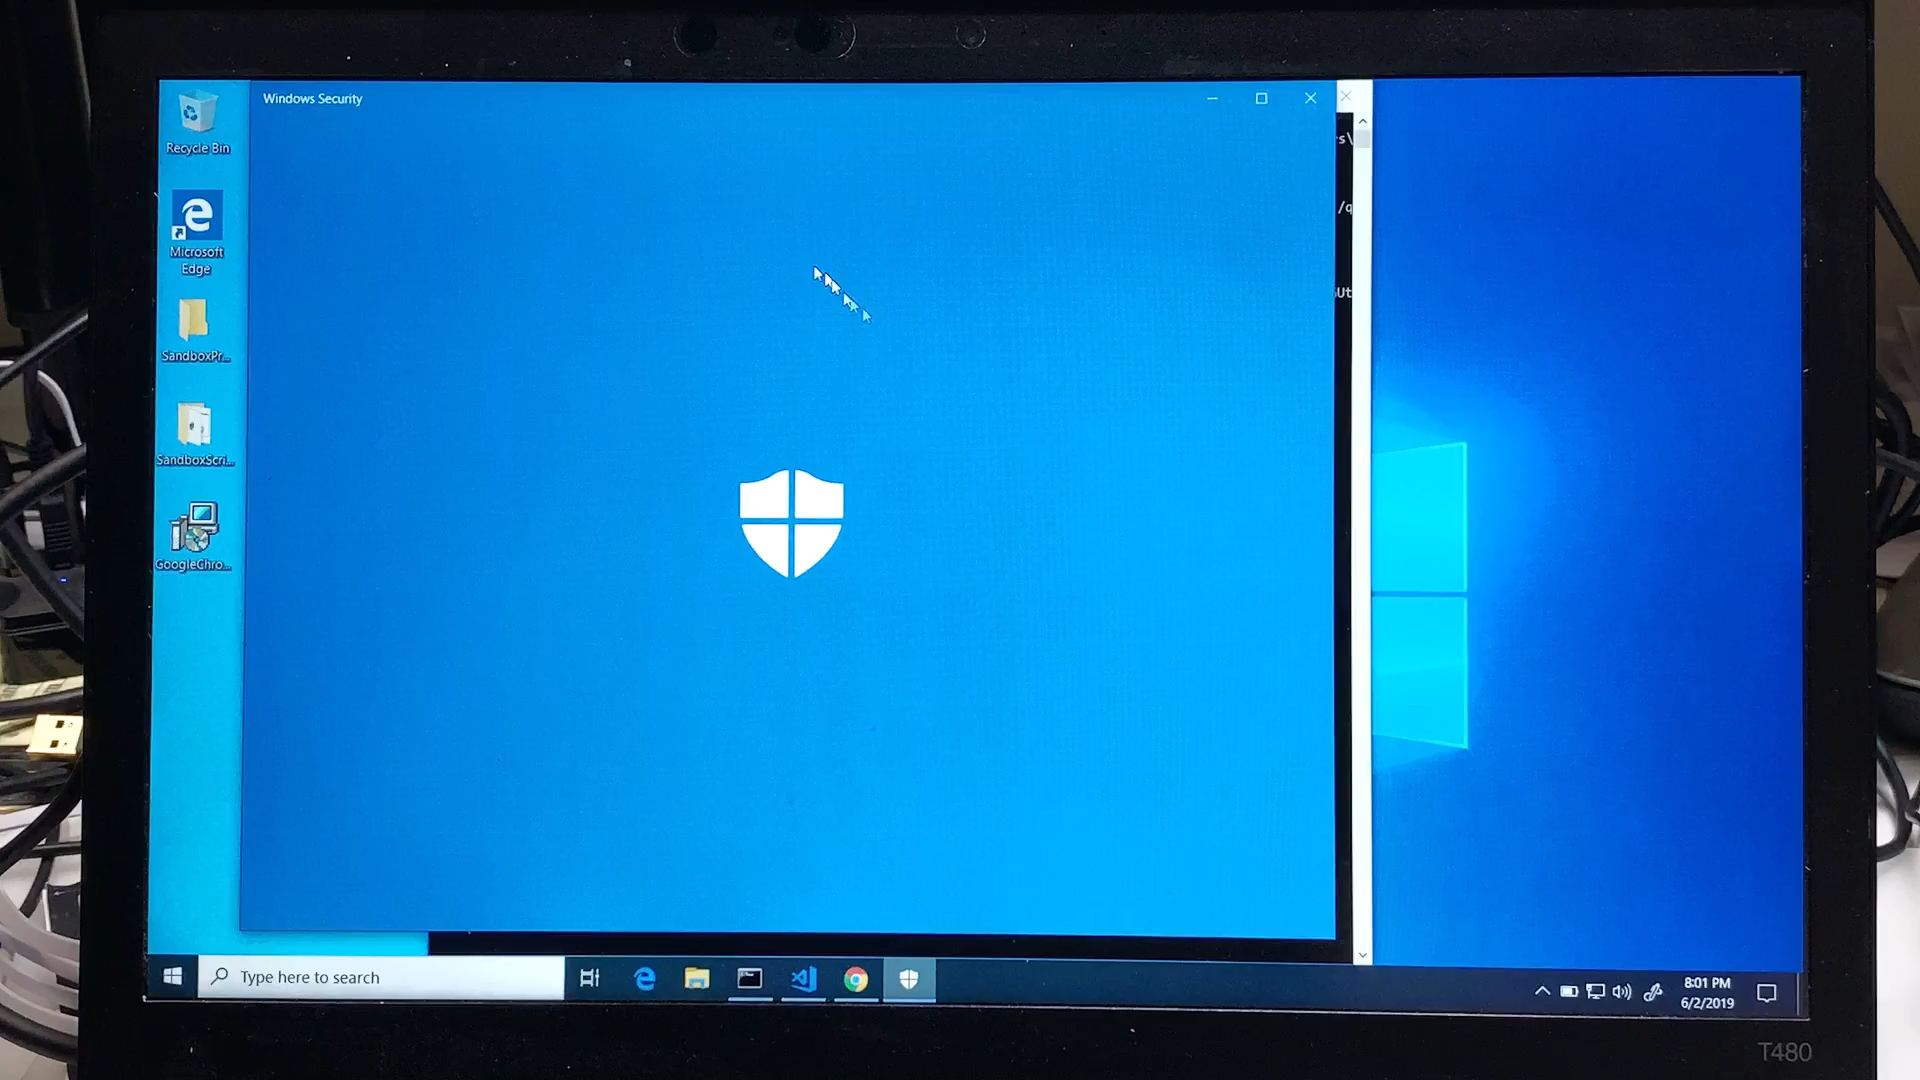 Windows Security
Recycle Bin
Microsoft
Edge
SandboxPr...
SandboxScri...
GoogleChro...
s\
/q
Ut
Type here to search
8:01 PM
6/2/2019
T480